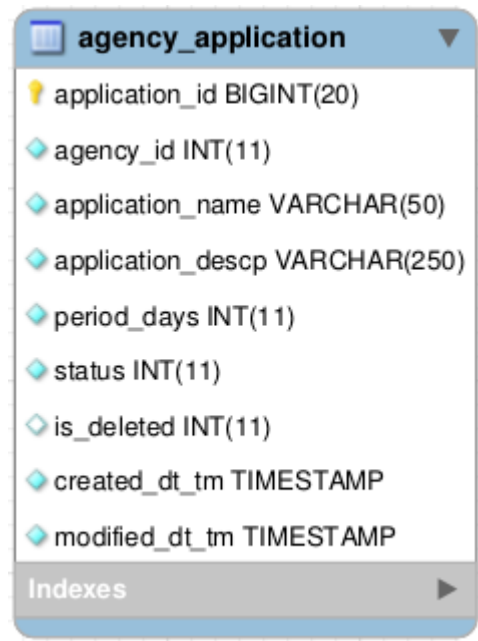 agency_application
application_id BIGINT(20)
agency_id INT(11)
application_name VARCHAR(50)
application_descp VARCHAR(250)
period_days INT(11)
status INT(11)
is_deleted INT(11)
created_dt_tm TIMESTAMP
modified_dt_tm TIMESTAMP
Indexes